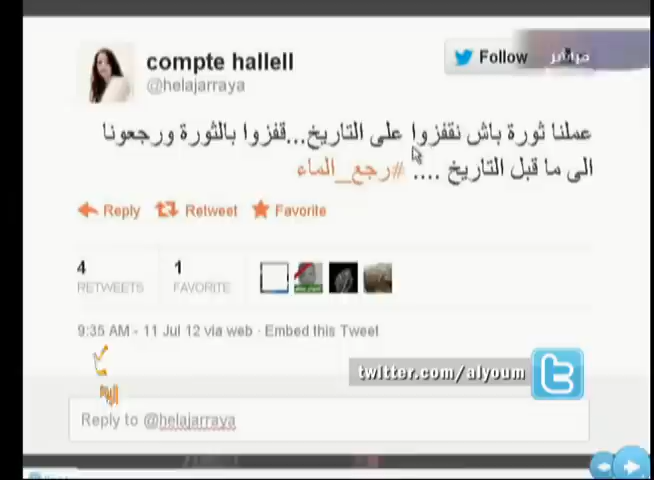 compte hallell
@helajarraya
Follow
مباشر
عملنا ثورة باش نقفزوا على التاريخ...قفزوا بالثورة ورجعونا
الى ما قبل التاريخ .... #رجع_الماء
Reply
Retweet
Favorite
4
RETWEETS
1
FAVORITE
9:35 AM - 11 Jul 12 via web · Embed this Tweet
twitter.com/alyoum
Reply to @helajarraya